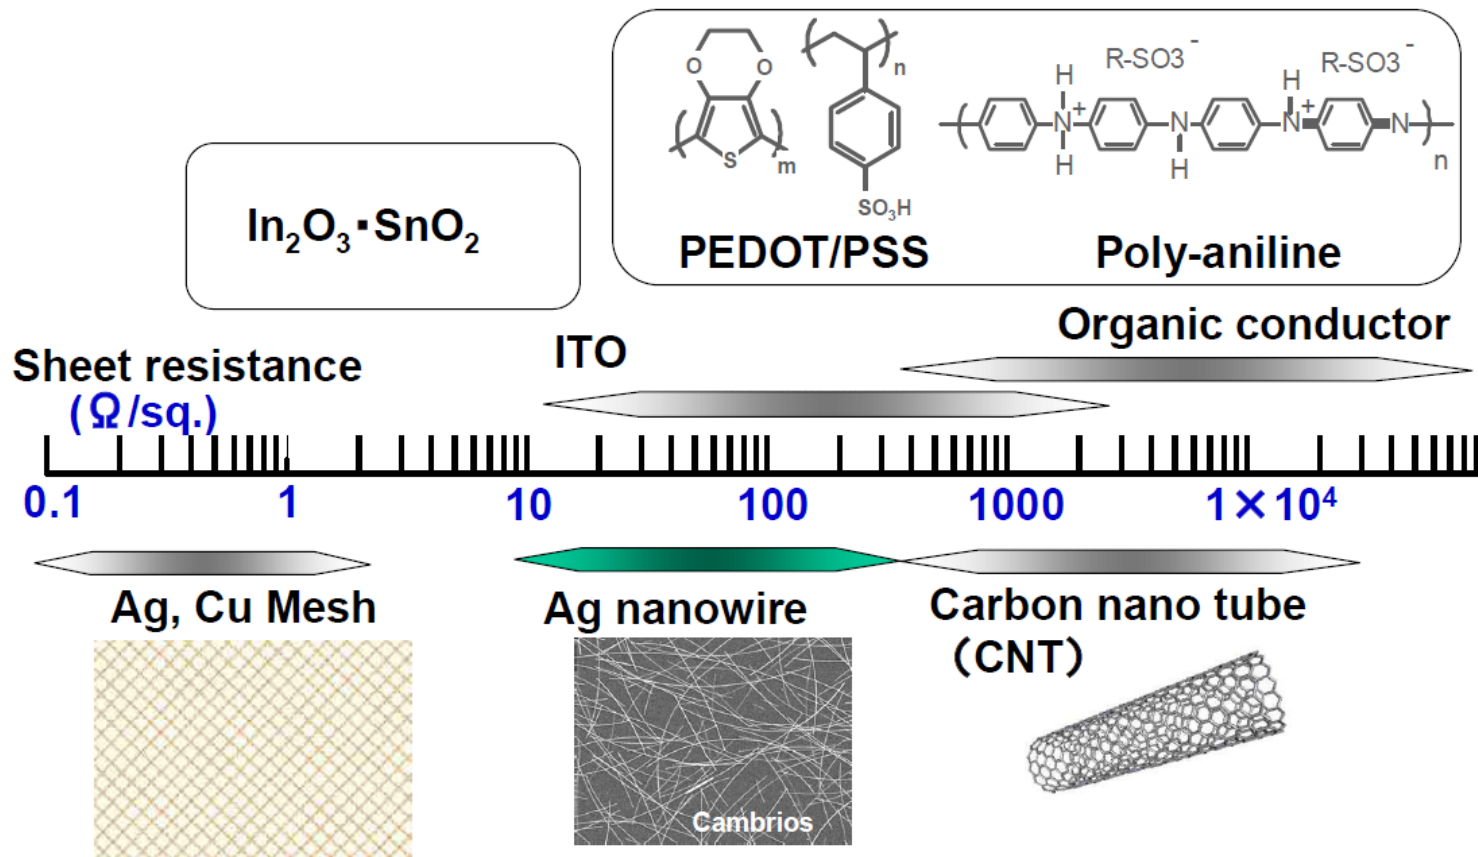 O O
S
m
n
SO₃H
PEDOT/PSS
R-SO3⁻ R-SO3⁻
H H
N⁺ N N⁺ N
H H
n
Poly-aniline
In₂O₃･SnO₂
Organic conductor
ITO
Sheet resistance
(Ω/sq.)
0.1 1 10 100 1000 1×10⁴
Ag, Cu Mesh
Ag nanowire
Carbon nano tube
（CNT）
Cambrios